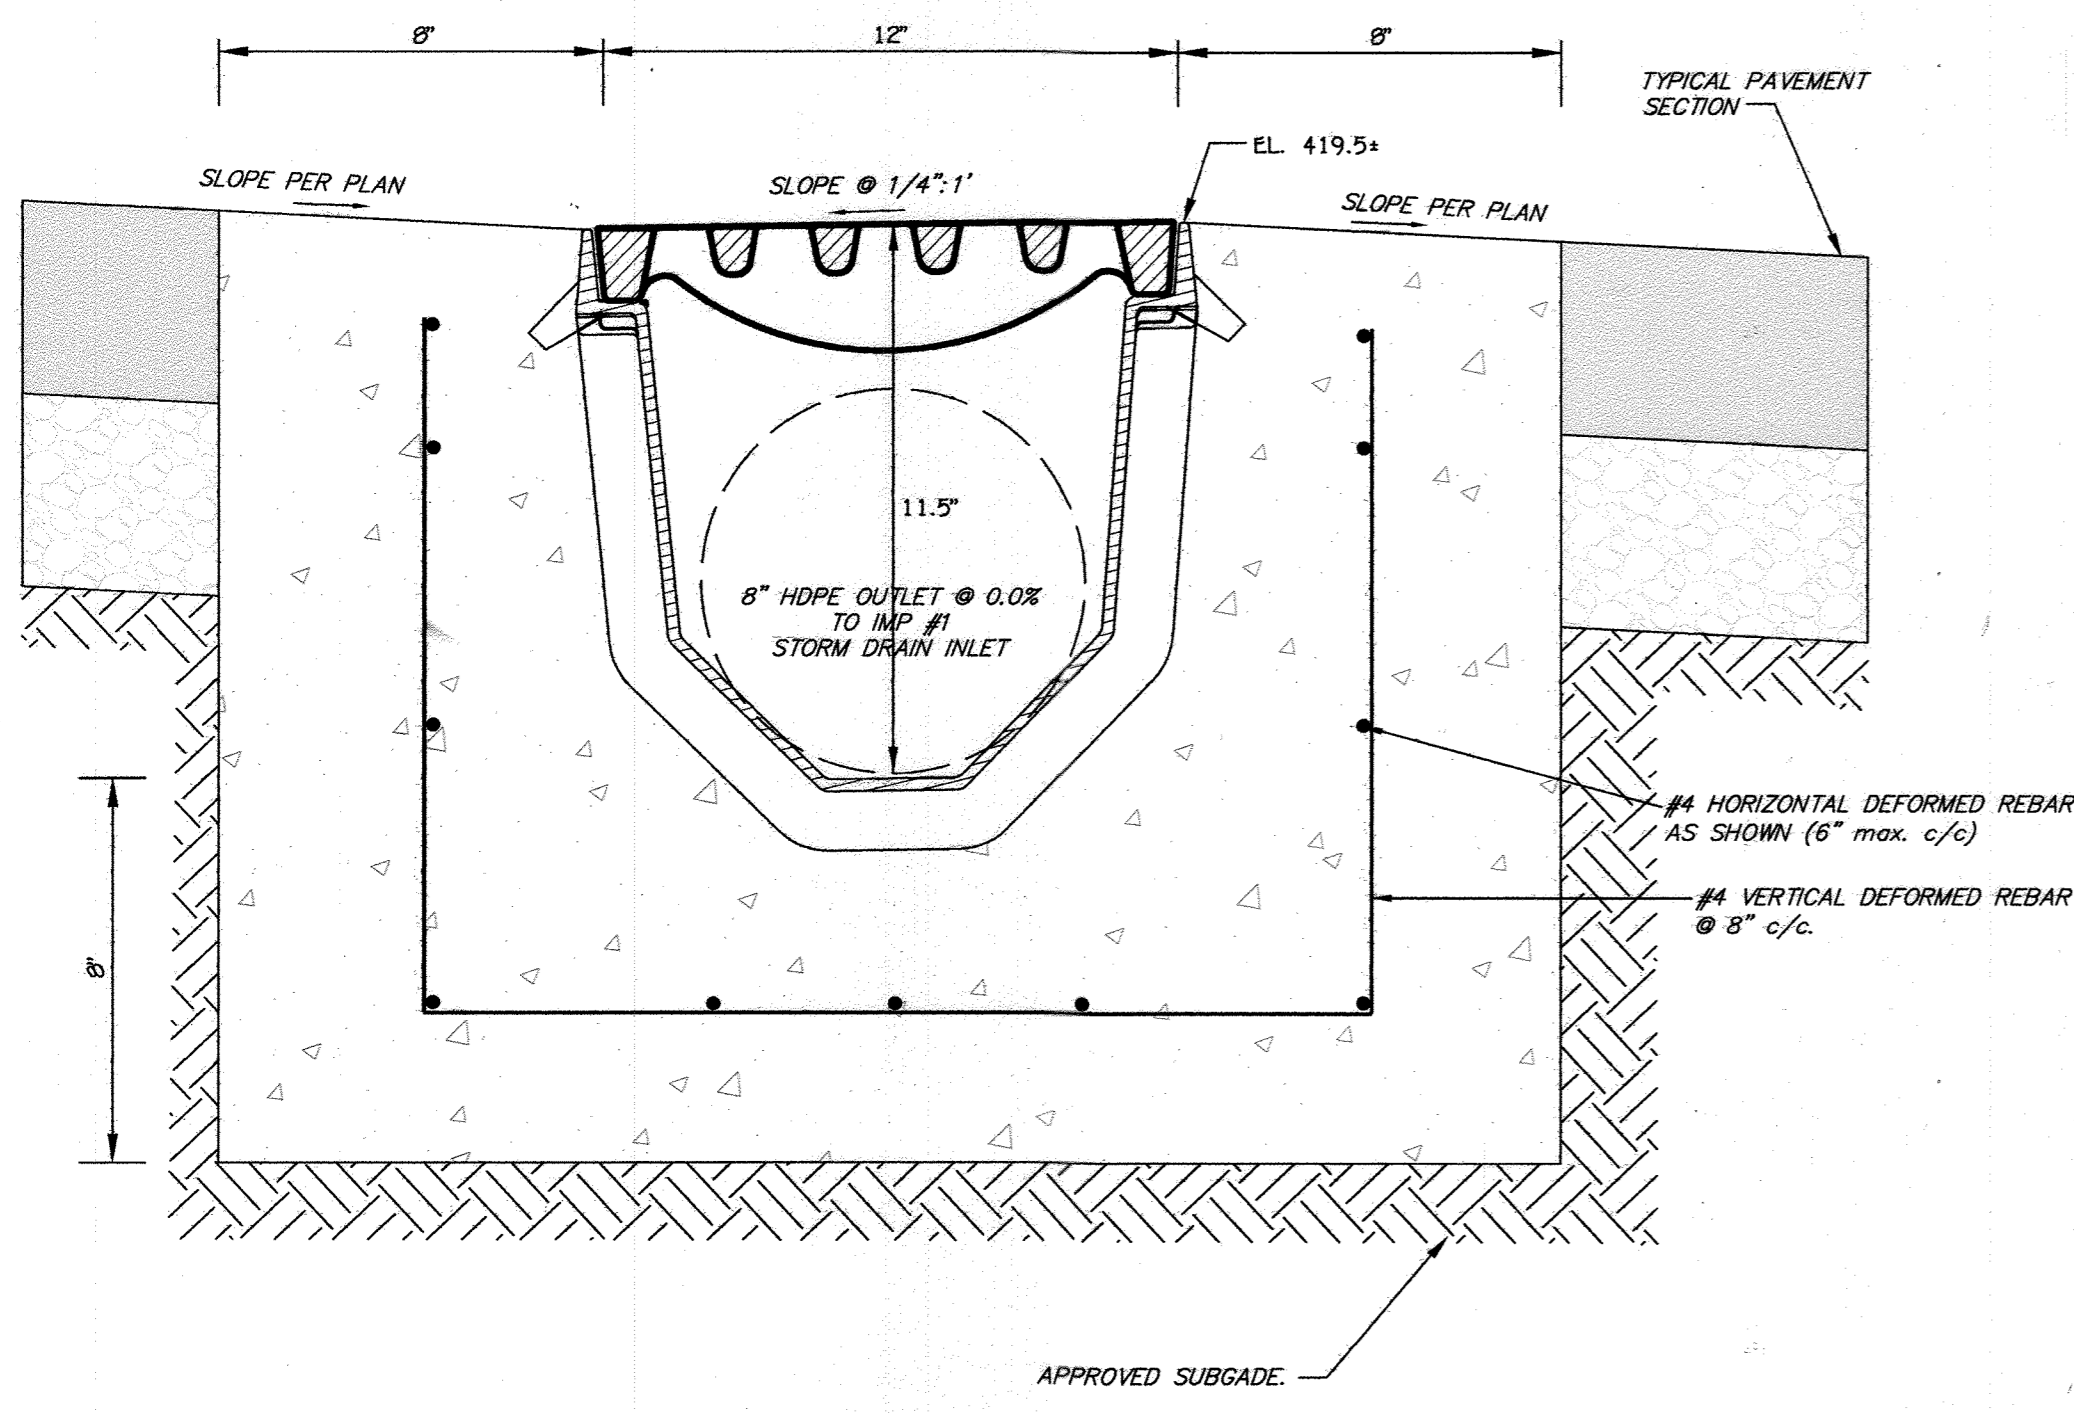 8"
12"
8"
TYPICAL PAVEMENT
SECTION
EL. 419.5±
SLOPE PER PLAN
SLOPE @ 1/4":1'
SLOPE PER PLAN
11.5"
8" HDPE OUTLET @ 0.0%
TO IMP #1
STORM DRAIN INLET
#4 HORIZONTAL DEFORMED REBAR
AS SHOWN (6" max. c/c)
#4 VERTICAL DEFORMED REBAR
@ 8" c/c.
8"
APPROVED SUBGADE.